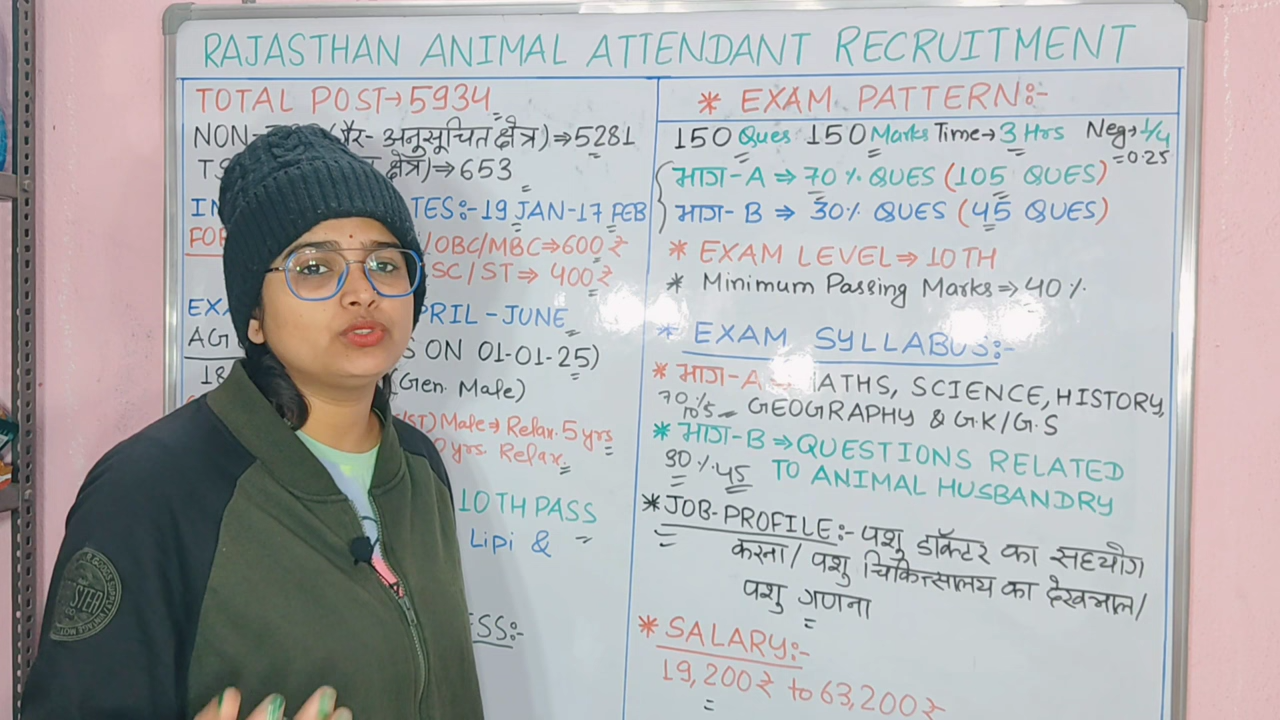 RAJASTHAN ANIMAL ATTENDANT RECRUITMENT
TOTAL POST→5934
NON- (गैर- अनुसूचित क्षेत्र)⇒5281
क्षेत्र)⇒653
TES:-19 JAN-17 FEB
/OBC/MBC⇒600₹
SC/ST⇒ 400₹
PRIL-JUNE
S ON 01-01-25)
18 (Gen. Male)
Male⇒ Relax. 5 yrs
yrs. Relax.
10TH PASS
Lipi &
SS:-
* EXAM PATTERN:-
150 Ques 150 Marks Time→3 Hrs Neg→1/4
=0.25
भाग-A ⇒ 70% QUES (105 QUES)
भाग-B ⇒ 30% QUES (45 QUES)
* EXAM LEVEL⇒10TH
* Minimum Passing Marks⇒40%
* EXAM SYLLABUS:-
* भाग-A ATHS, SCIENCE, HISTORY,
70% 105 GEOGRAPHY & G.K/G.S
* भाग-B⇒QUESTIONS RELATED
30% 45 TO ANIMAL HUSBANDRY
* JOB-PROFILE:- पशु डॉक्टर का सहयोग
करना/ पशु चिकित्सालय का देखभाल/
पशु गणना
* SALARY:-
19,200₹ to 63,200₹